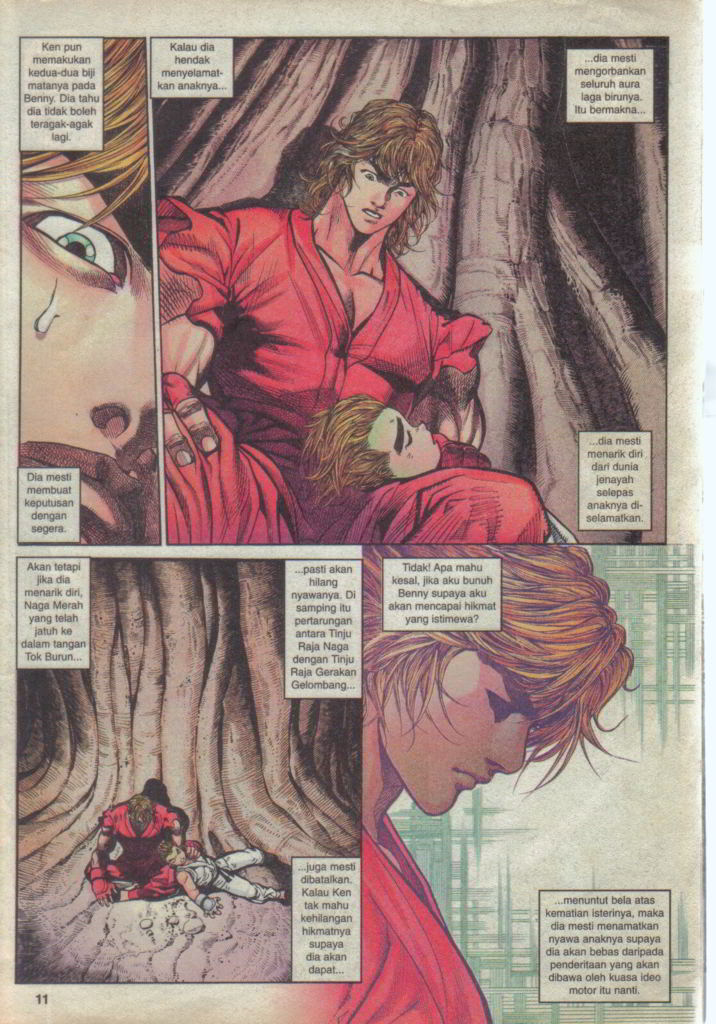 Ken pun
memakukan
kedua-dua biji
matanya pada
Benny. Dia tahu
dia tidak boleh
teragak-agak
lagi.
Dia mesti
membuat
keputusan
dengan
segera.
Kalau dia
hendak
menyelamat-
kan anaknya...
...dia mesti
mengorbankan
seluruh aura
laga birunya.
Itu bermakna...
...dia mesti
menarik diri
dari dunia
jenayah
selepas
anaknya di-
selamatkan.
Akan tetapi
jika dia
menarik diri,
Naga Merah
yang telah
jatuh ke
dalam tangan
Tok Burun...
...pasti akan
hilang
nyawanya. Di
samping itu
pertarungan
antara Tinju
Raja Naga
dengan Tinju
Raja Gerakan
Gelombang...
...juga mesti
dibatalkan.
Kalau Ken
tak mahu
kehilangan
hikmatnya
supaya
dia akan
dapat...
Tidak! Apa mahu
kesal, jika aku bunuh
Benny supaya aku
akan mencapai hikmat
yang istimewa?
...menuntut bela atas
kematian isterinya, maka
dia mesti menamatkan
nyawa anaknya supaya
dia akan bebas daripada
penderitaan yang akan
dibawa oleh kuasa ideo
motor itu nanti.
11